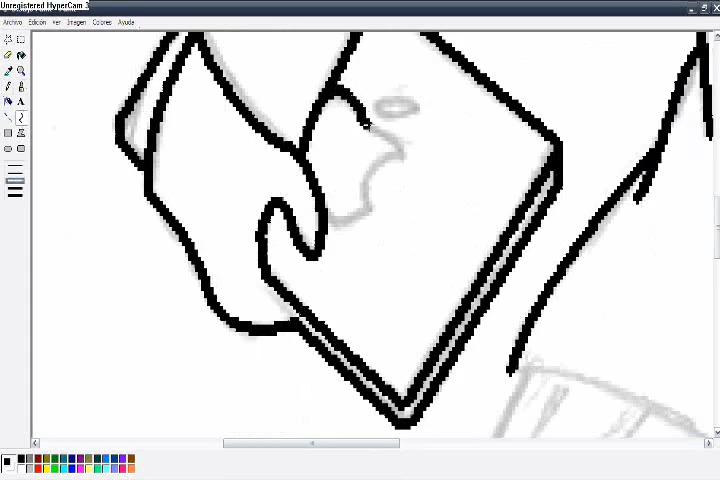 Unregistered HyperCam 3
Archivo Edición Ver Imagen Colores Ayuda
A